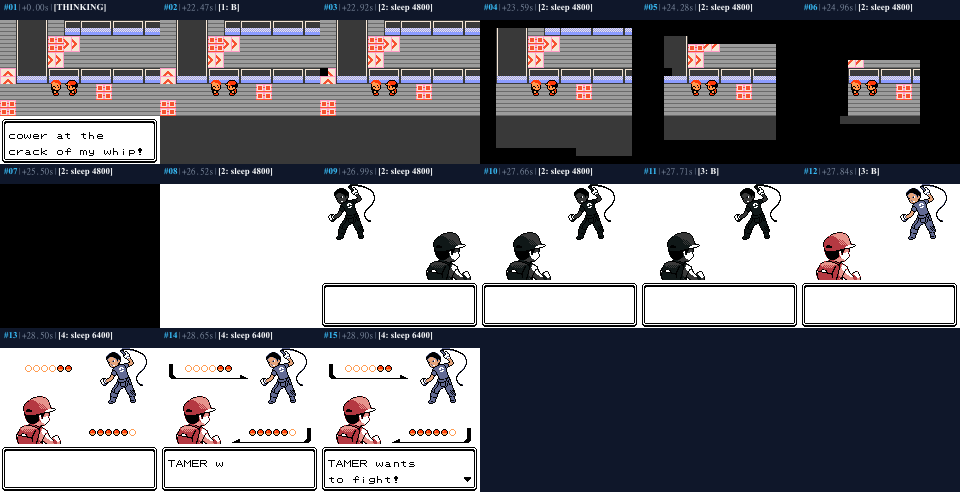 #01 | +0.00s | [THINKING]
#02 | +22.47s | [1: B]
#03 | +22.92s | [2: sleep 4800]
#04 | +23.59s | [2: sleep 4800]
#05 | +24.28s | [2: sleep 4800]
#06 | +24.96s | [2: sleep 4800]
cower at the
crack of my whip!
#07 | +25.50s | [2: sleep 4800]
#08 | +26.52s | [2: sleep 4800]
#09 | +26.99s | [2: sleep 4800]
#10 | +27.66s | [2: sleep 4800]
#11 | +27.71s | [3: B]
#12 | +27.84s | [3: B]
#13 | +28.50s | [4: sleep 6400]
#14 | +28.65s | [4: sleep 6400]
#15 | +28.90s | [4: sleep 6400]
TAMER w
TAMER wants
to fight!